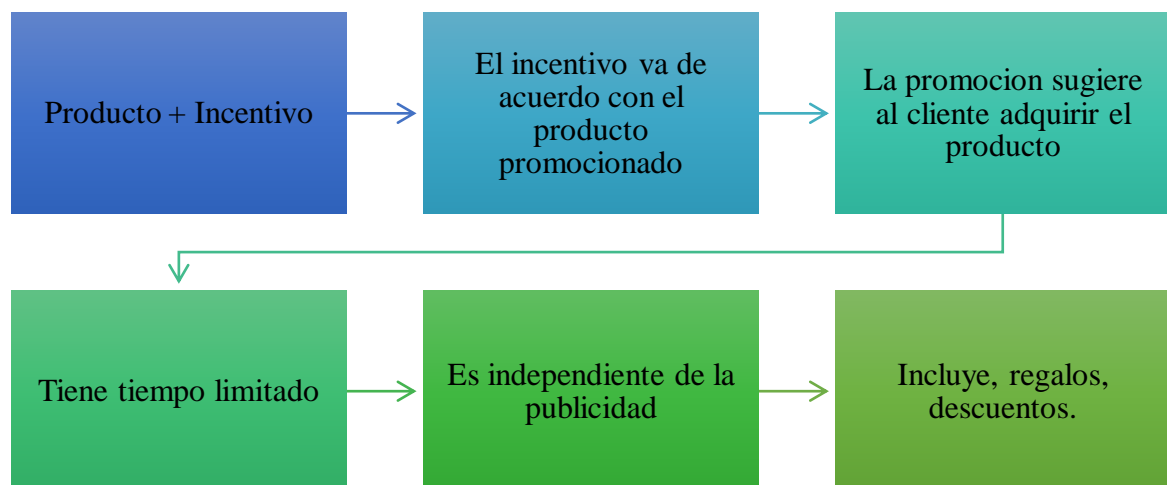 Producto + Incentivo
El incentivo va de
acuerdo con el
producto
promocionado
La promocion sugiere
al cliente adquirir el
producto
Tiene tiempo limitado
Es independiente de la
publicidad
Incluye, regalos,
descuentos.